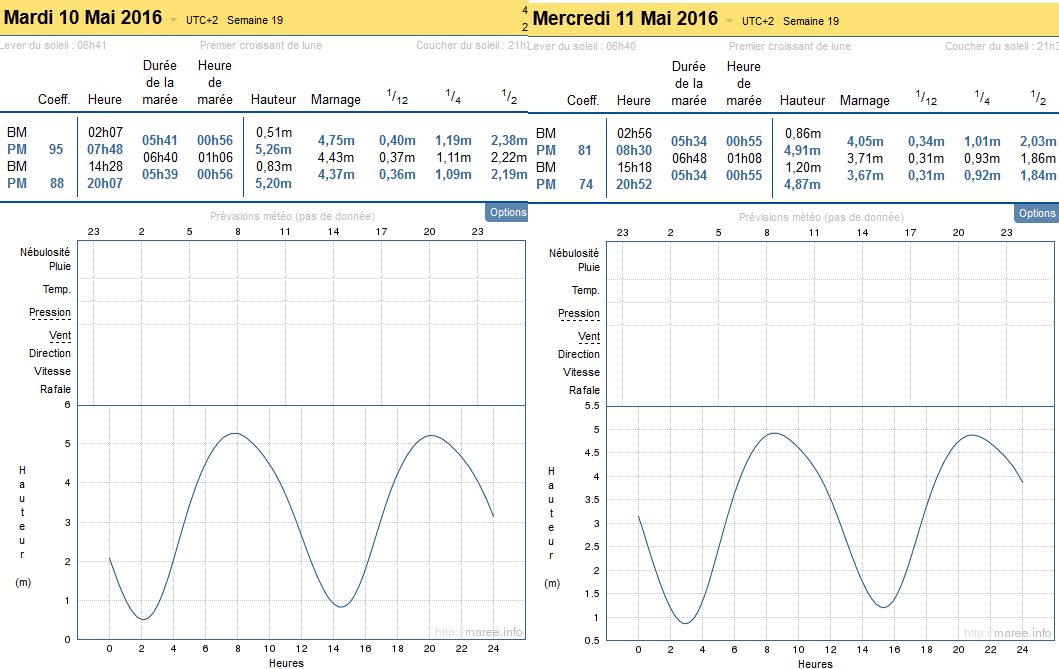 Mardi 10 Mai 2016 UTC+2 Semaine 19
4
2
Lever du soleil : 06h41 Premier croissant de lune Coucher du soleil : 21h
Coeff. Heure Durée de la marée Heure de marée Hauteur Marnage 1/12 1/4 1/2
BM 02h07 0,51m
05h41 00h56 4,75m 0,40m 1,19m 2,38m
PM 95 07h48 5,26m
06h40 01h06 4,43m 0,37m 1,11m 2,22m
BM 14h28 0,83m
05h39 00h56 4,37m 0,36m 1,09m 2,19m
PM 88 20h07 5,20m
Options
Prévisions météo (pas de donnée)
23 2 5 8 11 14 17 20 23
Nébulosité
Pluie
Temp.
Pression
Vent
Direction
Vitesse
Rafale
6
5
4
3
2
1
0
Hauteur
(m)
http://maree.info
0 2 4 6 8 10 12 14 16 18 20 22 24
Heures
Mercredi 11 Mai 2016 UTC+2 Semaine 19
Lever du soleil : 06h40 Premier croissant de lune Coucher du soleil : 21h3
Coeff. Heure Durée de la marée Heure de marée Hauteur Marnage 1/12 1/4 1/2
BM 02h56 0,86m
05h34 00h55 4,05m 0,34m 1,01m 2,03m
PM 81 08h30 4,91m
06h48 01h08 3,71m 0,31m 0,93m 1,86m
BM 15h18 1,20m
05h34 00h55 3,67m 0,31m 0,92m 1,84m
PM 74 20h52 4,87m
Options
Prévisions météo (pas de donnée)
23 2 5 8 11 14 17 20 23
Nébulosité
Pluie
Temp.
Pression
Vent
Direction
Vitesse
Rafale
5.5
5
4.5
4
3.5
3
2.5
2
1.5
1
0.5
Hauteur
(m)
http://maree.info
0 2 4 6 8 10 12 14 16 18 20 22 24
Heures